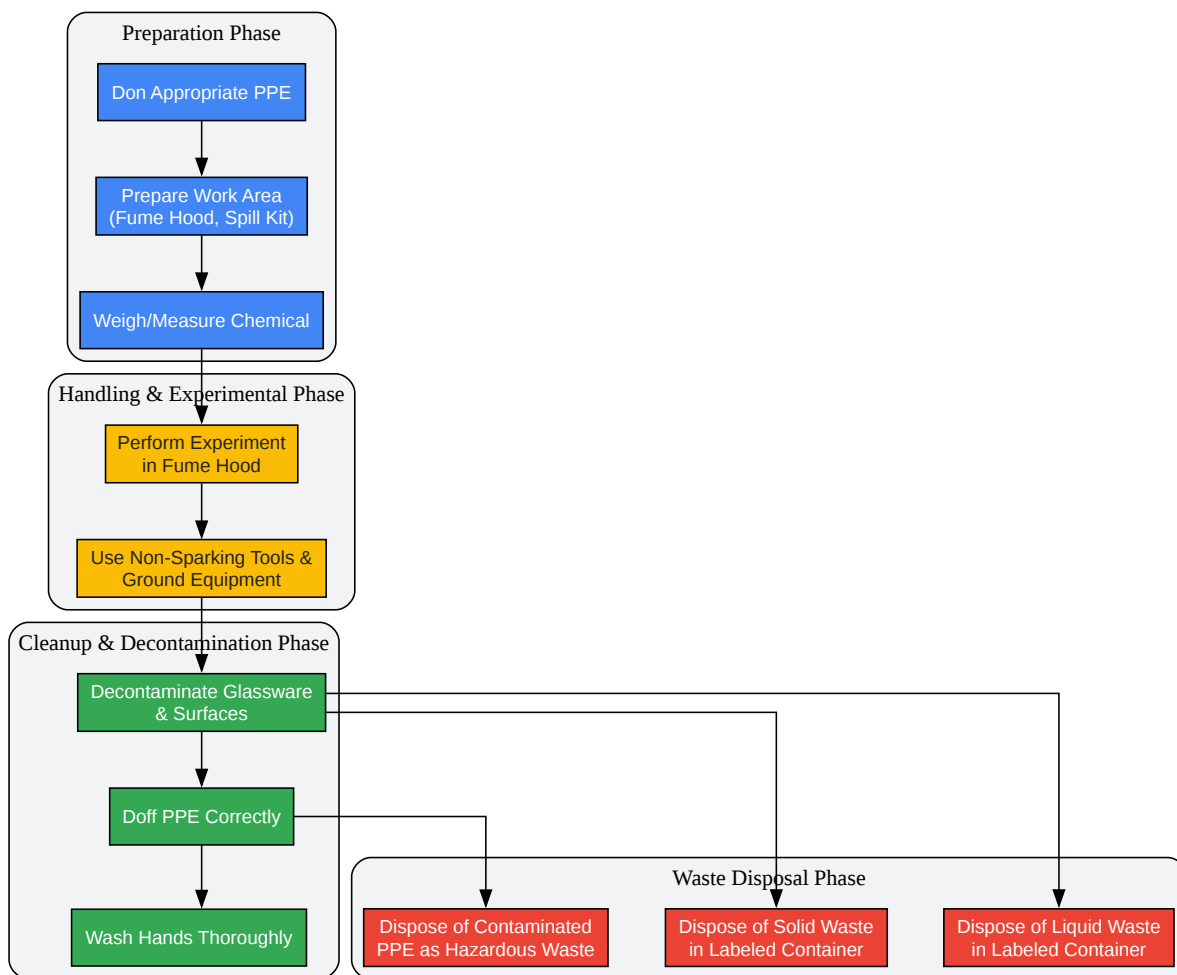 Preparation Phase
Don Appropriate PPE
Prepare Work Area
(Fume Hood, Spill Kit)
Weigh/Measure Chemical
Handling & Experimental Phase
Perform Experiment
in Fume Hood
Use Non-Sparking Tools &
Ground Equipment
Cleanup & Decontamination Phase
Decontaminate Glassware
& Surfaces
Doff PPE Correctly
Wash Hands Thoroughly
Waste Disposal Phase
Dispose of Contaminated
PPE as Hazardous Waste
Dispose of Solid Waste
in Labeled Container
Dispose of Liquid Waste
in Labeled Container